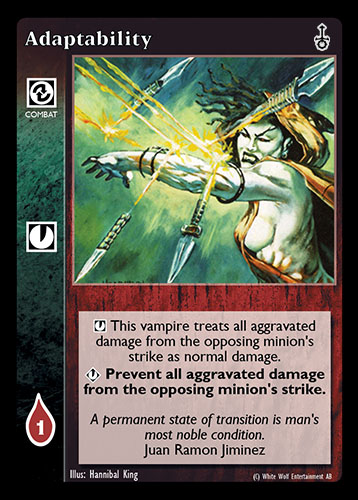 Adaptability
COMBAT
This vampire treats all aggravated
damage from the opposing minion's
strike as normal damage.
Prevent all aggravated damage
from the opposing minion's strike.
A permanent state of transition is man's
most noble condition.
Juan Ramon Jiminez
1
Illus: Hannibal King
(C) White Wolf Entertainment AB